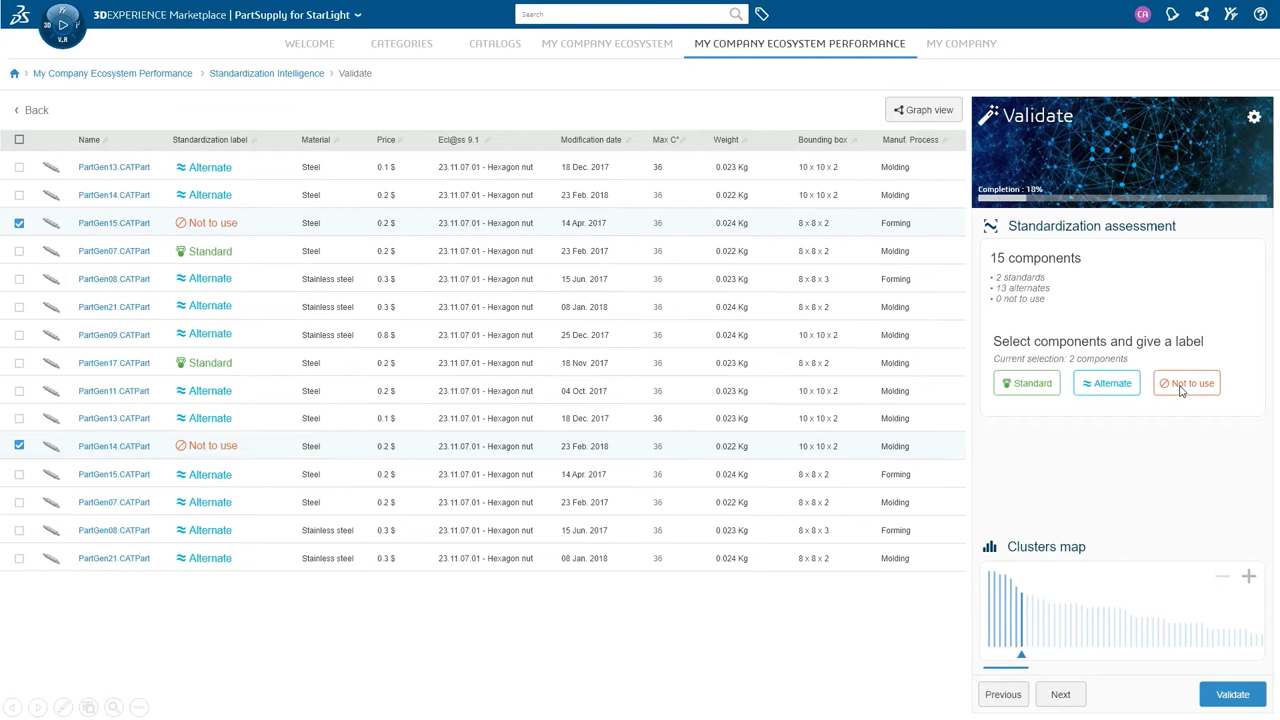 3DEXPERIENCE Marketplace | PartSupply for StarLight
Search
CA
3D
V.R
WELCOME CATEGORIES CATALOGS MY COMPANY ECOSYSTEM MY COMPANY ECOSYSTEM PERFORMANCE MY COMPANY
My Company Ecosystem Performance › Standardization Intelligence › Validate
‹ Back
Graph view
Name Standardization label Material Price Ecl@ss 9.1 Modification date Max C° Weight Bounding box Manuf. Process
PartGen13.CATPart Alternate Steel 0.1 $ 23.11.07.01 - Hexagon nut 18 Dec. 2017 36 0.023 Kg 10 x 10 x 2 Molding
PartGen14.CATPart Alternate Steel 0.2 $ 23.11.07.01 - Hexagon nut 23 Feb. 2018 36 0.022 Kg 10 x 10 x 2 Molding
PartGen15.CATPart Not to use Steel 0.2 $ 23.11.07.01 - Hexagon nut 14 Apr. 2017 36 0.024 Kg 8 x 8 x 2 Forming
PartGen07.CATPart Standard Steel 0.2 $ 23.11.07.01 - Hexagon nut 23 Feb. 2017 36 0.022 Kg 8 x 8 x 2 Molding
PartGen08.CATPart Alternate Stainless steel 0.3 $ 23.11.07.01 - Hexagon nut 15 Jun. 2017 36 0.023 Kg 8 x 8 x 3 Forming
PartGen21.CATPart Alternate Stainless steel 0.3 $ 23.11.07.01 - Hexagon nut 08 Jan. 2018 36 0.024 Kg 8 x 8 x 2 Molding
PartGen09.CATPart Alternate Stainless steel 0.8 $ 23.11.07.01 - Hexagon nut 25 Dec. 2017 36 0.024 Kg 10 x 10 x 2 Molding
PartGen17.CATPart Standard Steel 0.2 $ 23.11.07.01 - Hexagon nut 18 Nov. 2017 36 0.023 Kg 8 x 8 x 2 Molding
PartGen11.CATPart Alternate Steel 0.2 $ 23.11.07.01 - Hexagon nut 04 Oct. 2017 36 0.023 Kg 8 x 8 x 2 Molding
PartGen13.CATPart Alternate Steel 0.1 $ 23.11.07.01 - Hexagon nut 18 Dec. 2017 36 0.023 Kg 10 x 10 x 2 Molding
PartGen14.CATPart Not to use Steel 0.2 $ 23.11.07.01 - Hexagon nut 23 Feb. 2018 36 0.022 Kg 10 x 10 x 2 Molding
PartGen15.CATPart Alternate Steel 0.2 $ 23.11.07.01 - Hexagon nut 14 Apr. 2017 36 0.024 Kg 8 x 8 x 2 Forming
PartGen07.CATPart Alternate Steel 0.2 $ 23.11.07.01 - Hexagon nut 23 Feb. 2017 36 0.022 Kg 8 x 8 x 2 Molding
PartGen08.CATPart Alternate Stainless steel 0.3 $ 23.11.07.01 - Hexagon nut 15 Jun. 2017 36 0.023 Kg 8 x 8 x 3 Forming
PartGen21.CATPart Alternate Stainless steel 0.3 $ 23.11.07.01 - Hexagon nut 08 Jan. 2018 36 0.024 Kg 8 x 8 x 2 Molding
Validate
Completion : 18%
Standardization assessment
15 components
• 2 standards
• 13 alternates
• 0 not to use
Select components and give a label
Current selection: 2 components
Standard Alternate Not to use
Clusters map
Previous Next Validate